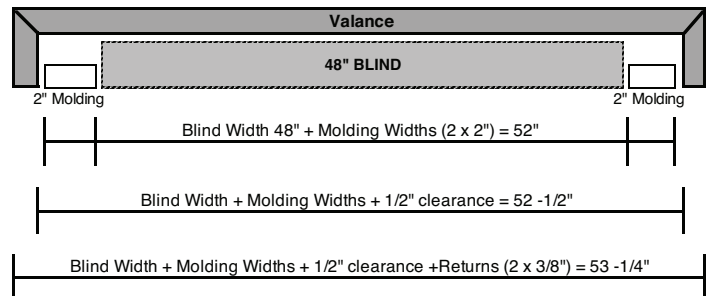 Valance
48" BLIND
2" Molding
2" Molding
Blind Width 48" + Molding Widths (2 x 2") = 52"
Blind Width + Molding Widths + 1/2" clearance = 52 -1/2"
Blind Width + Molding Widths + 1/2" clearance +Returns (2 x 3/8") = 53 -1/4"